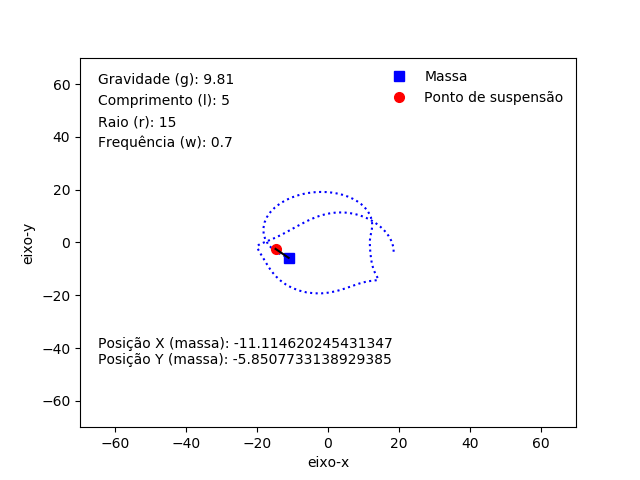 Gravidade (g): 9.81
Comprimento (l): 5
Raio (r): 15
Frequência (w): 0.7
Massa
Ponto de suspensão
60
40
20
0
−20
−40
−60
eixo-y
Posição X (massa): -11.114620245431347
Posição Y (massa): -5.8507733138929385
−60 −40 −20 0 20 40 60
eixo-x